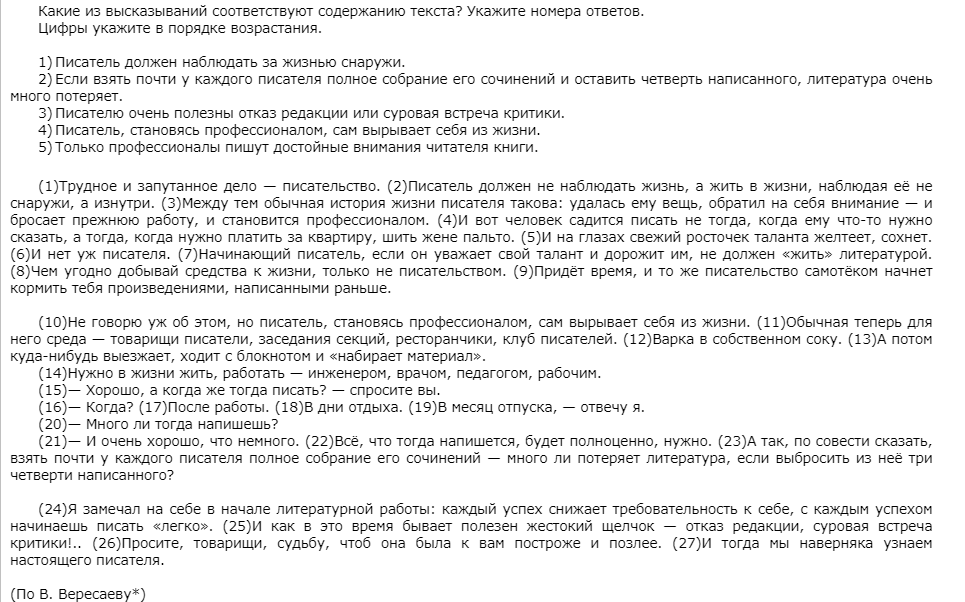 Какие из высказываний соответствуют содержанию текста? Укажите номера ответов.
Цифры укажите в порядке возрастания.
1) Писатель должен наблюдать за жизнью снаружи.
2) Если взять почти у каждого писателя полное собрание его сочинений и оставить четверть написанного, литература очень
много потеряет.
3) Писателю очень полезны отказ редакции или суровая встреча критики.
4) Писатель, становясь профессионалом, сам вырывает себя из жизни.
5) Только профессионалы пишут достойные внимания читателя книги.
(1)Трудное и запутанное дело — писательство. (2)Писатель должен не наблюдать жизнь, а жить в жизни, наблюдая её не
снаружи, а изнутри. (3)Между тем обычная история жизни писателя такова: удалась ему вещь, обратил на себя внимание — и
бросает прежнюю работу, и становится профессионалом. (4)И вот человек садится писать не тогда, когда ему что-то нужно
сказать, а тогда, когда нужно платить за квартиру, шить жене пальто. (5)И на глазах свежий росточек таланта желтеет, сохнет.
(6)И нет уж писателя. (7)Начинающий писатель, если он уважает свой талант и дорожит им, не должен «жить» литературой.
(8)Чем угодно добывай средства к жизни, только не писательством. (9)Придёт время, и то же писательство самотёком начнет
кормить тебя произведениями, написанными раньше.
(10)Не говорю уж об этом, но писатель, становясь профессионалом, сам вырывает себя из жизни. (11)Обычная теперь для
него среда — товарищи писатели, заседания секций, ресторанчики, клуб писателей. (12)Варка в собственном соку. (13)А потом
куда-нибудь выезжает, ходит с блокнотом и «набирает материал».
(14)Нужно в жизни жить, работать — инженером, врачом, педагогом, рабочим.
(15)— Хорошо, а когда же тогда писать? — спросите вы.
(16)— Когда? (17)После работы. (18)В дни отдыха. (19)В месяц отпуска, — отвечу я.
(20)— Много ли тогда напишешь?
(21)— И очень хорошо, что немного. (22)Всё, что тогда напишется, будет полноценно, нужно. (23)А так, по совести сказать,
взять почти у каждого писателя полное собрание его сочинений — много ли потеряет литература, если выбросить из неё три
четверти написанного?
(24)Я замечал на себе в начале литературной работы: каждый успех снижает требовательность к себе, с каждым успехом
начинаешь писать «легко». (25)И как в это время бывает полезен жестокий щелчок — отказ редакции, суровая встреча
критики!.. (26)Просите, товарищи, судьбу, чтоб она была к вам построже и позлее. (27)И тогда мы наверняка узнаем
настоящего писателя.
(По В. Вересаеву*)